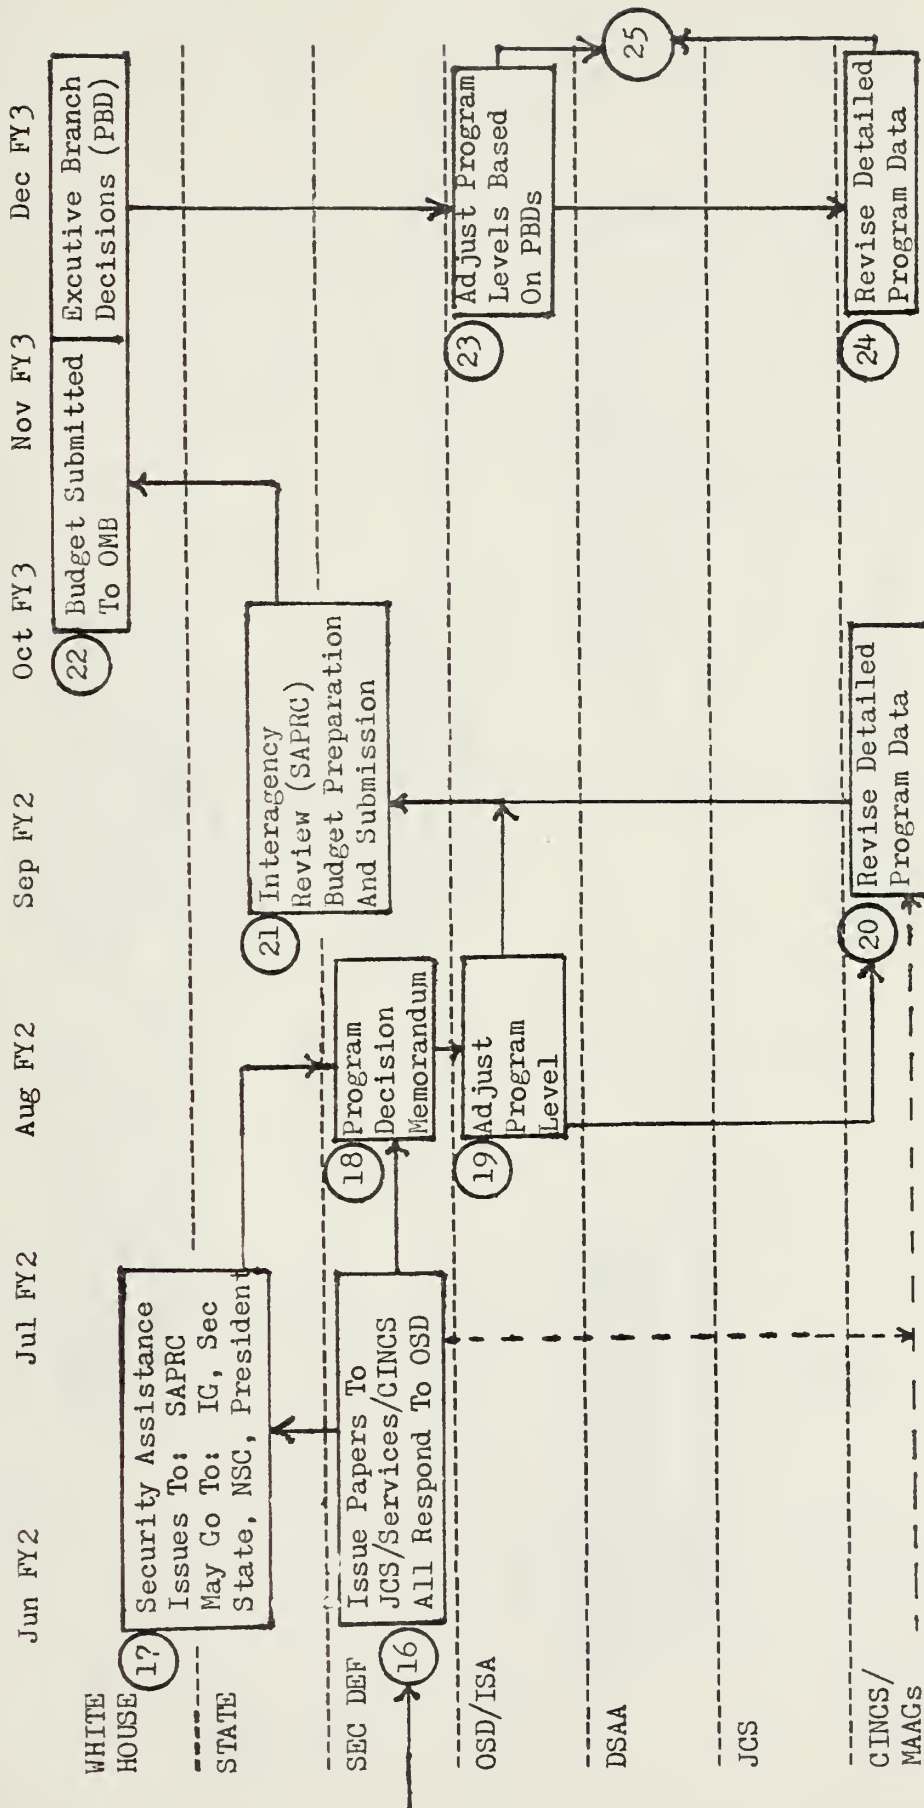 Jun FY2
Jul FY2
Aug FY2
Sep FY2
Oct FY3
Nov FY3
Dec FY3
WHITE
HOUSE
STATE
SEC DEF
OSD/ISA
DSAA
JCS
CINCS/
MAAGs
16
Issue Papers To
JCS/Services/CINCS
All Respond To OSD
17
Security Assistance
Issues To: SAPRC
May Go To: IG, Sec
State, NSC, President
18
Program
Decision
Memorandum
19
Adjust
Program
Level
20
Revise Detailed
Program Data
21
Interagency
Review (SAPRC)
Budget Preparation
And Submission
22
Budget Submitted
To OMB
Excutive Branch
Decisions (PBD)
23
Adjust Program
Levels Based
On PBDs
24
Revise Detailed
Program Data
25